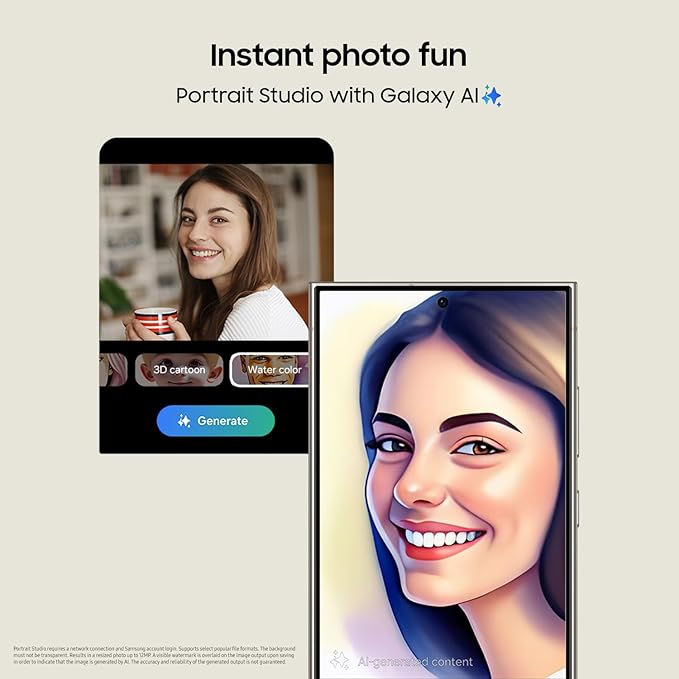 Instant photo fun
Portrait Studio with Galaxy AI
3D cartoon
Water color
Generate
AI-generated content
Portrait Studio requires a network connection and Samsung account login. Supports select popular file formats. The background
must not be transparent. Results in a resized photo up to 12MP. A visible watermark is overlaid on the image output upon saving
in order to indicate that the image is generated by AI. The accuracy and reliability of the generated output is not guaranteed.